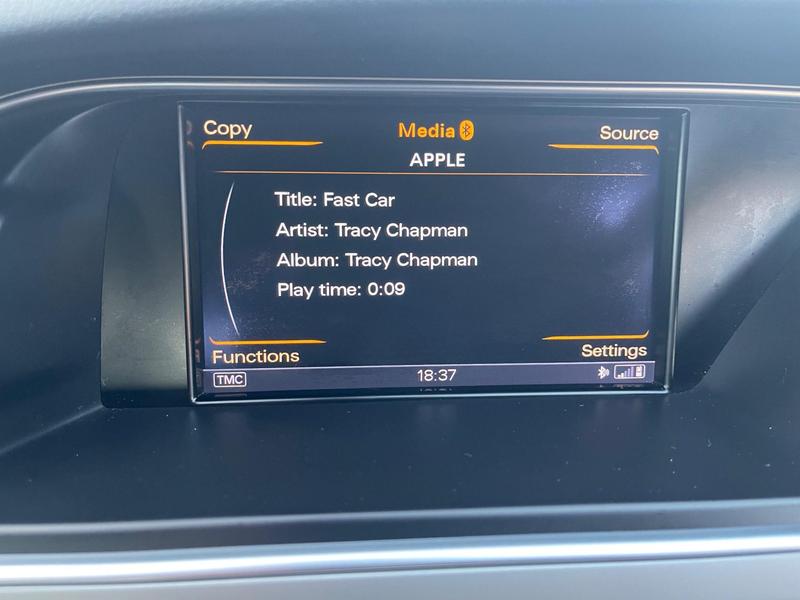 Copy
Media
Source
APPLE
Title: Fast Car
Artist: Tracy Chapman
Album: Tracy Chapman
Play time: 0:09
Functions
Settings
TMC
18:37